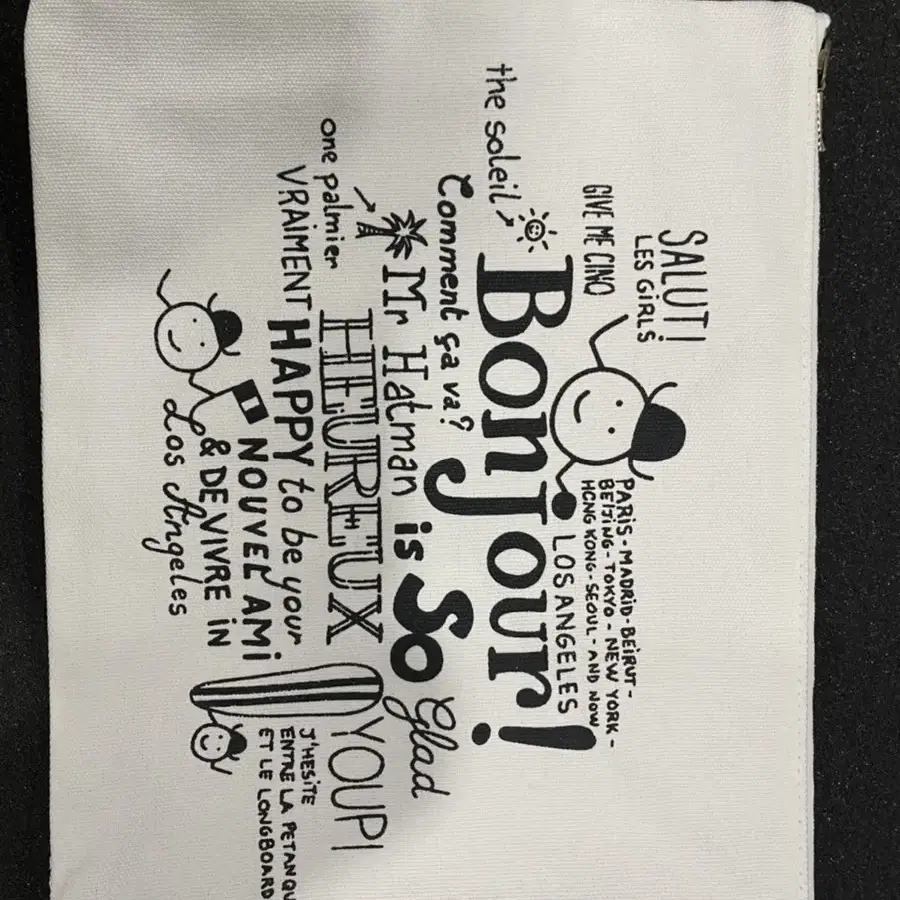 SALUT!
LES GiRLS
GIVE ME CINQ
PARiS - MADRiD - BEiRUT -
BEIJING - TOKYO - NEW YORK -
HONG KONG - SEOUL - AND NOW
LOS ANGELES
the soleil
Bonjour!
Comment ça va?
Mr Hatman is So Glad
one palmier
HEUREUX YOUPI
VRAIMENT HAPPY to be your
NOUVEL AMi
& DE VIVRE iN
Los Angeles
J'HESiTE
ENTRE LA PETANQU
ET LE LONGBOARD